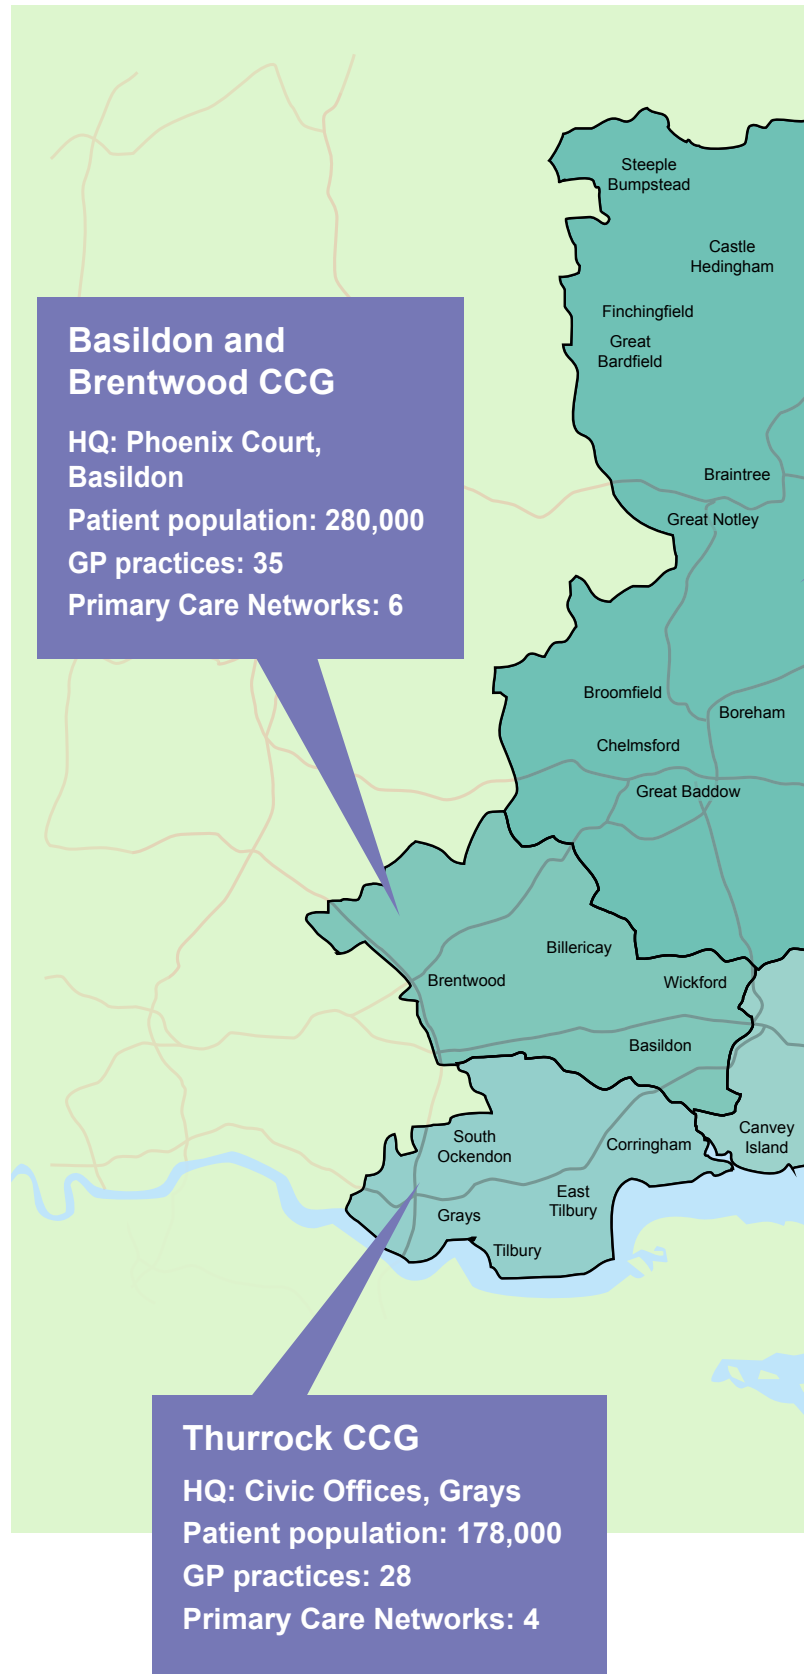 Steeple
Bumpstead
Castle
Hedingham
Finchingfield
Great
Bardfield
Basildon and
Brentwood CCG
HQ: Phoenix Court,
Basildon
Patient population: 280,000
GP practices: 35
Primary Care Networks: 6
Braintree
Great Notley
Broomfield
Boreham
Chelmsford
Great Baddow
Billericay
Brentwood
Wickford
Basildon
South
Ockendon
Corringham
Canvey
Island
East
Tilbury
Grays
Tilbury
Thurrock CCG
HQ: Civic Offices, Grays
Patient population: 178,000
GP practices: 28
Primary Care Networks: 4